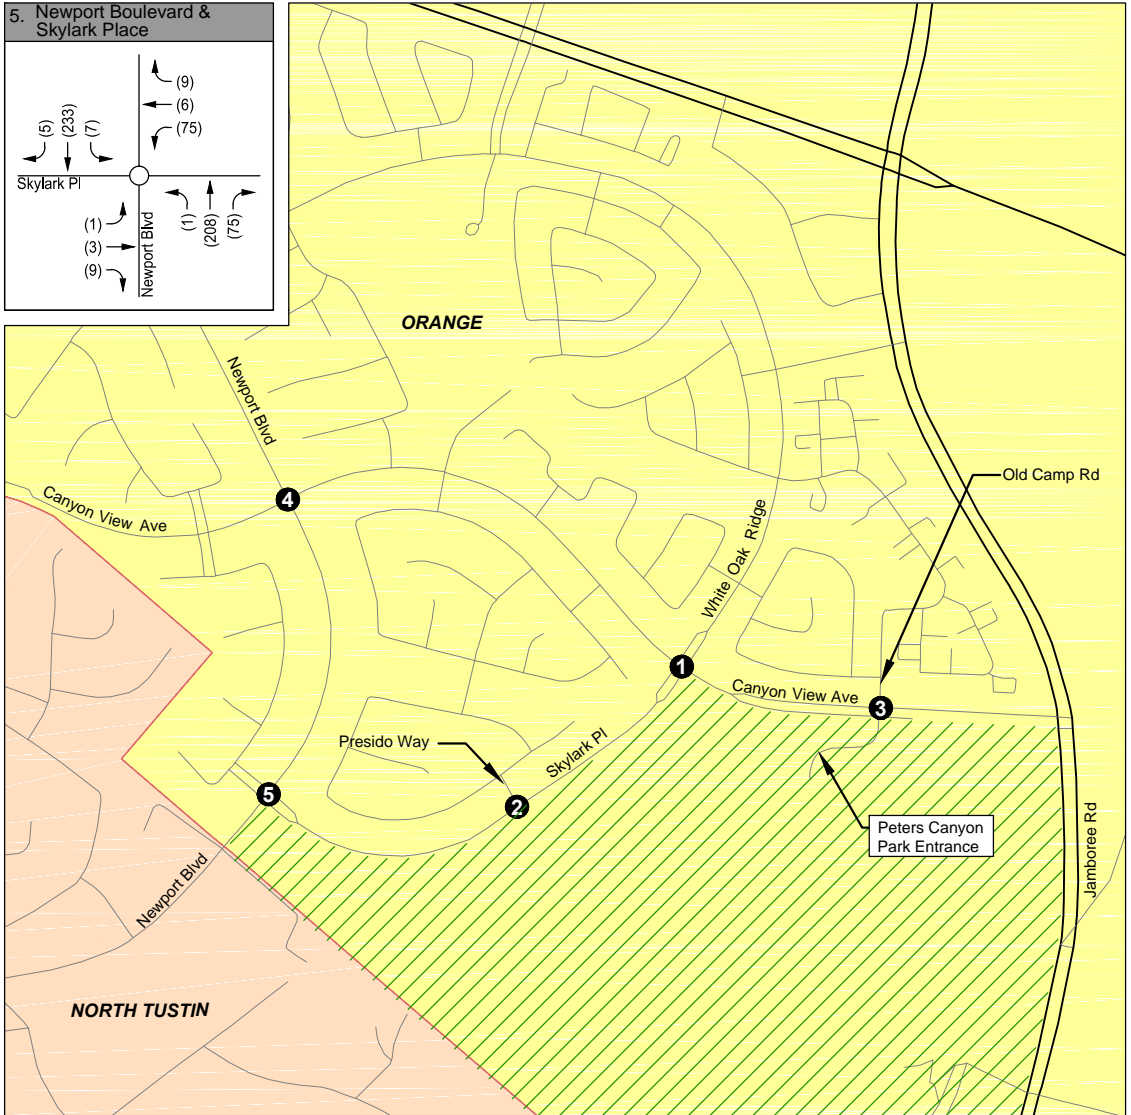 5. Newport Boulevard &
Skylark Place
(9)
(6)
(75)
(5)
(233)
(7)
Skylark Pl
(1)
(3)
(9)
Newport Blvd
(1)
(208)
(75)
ORANGE
Newport Blvd
Canyon View Ave
4
Old Camp Rd
White Oak Ridge
1
Canyon View Ave
3
Presido Way
Skylark Pl
5
2
Peters Canyon
Park Entrance
Jamboree Rd
Newport Blvd
NORTH TUSTIN